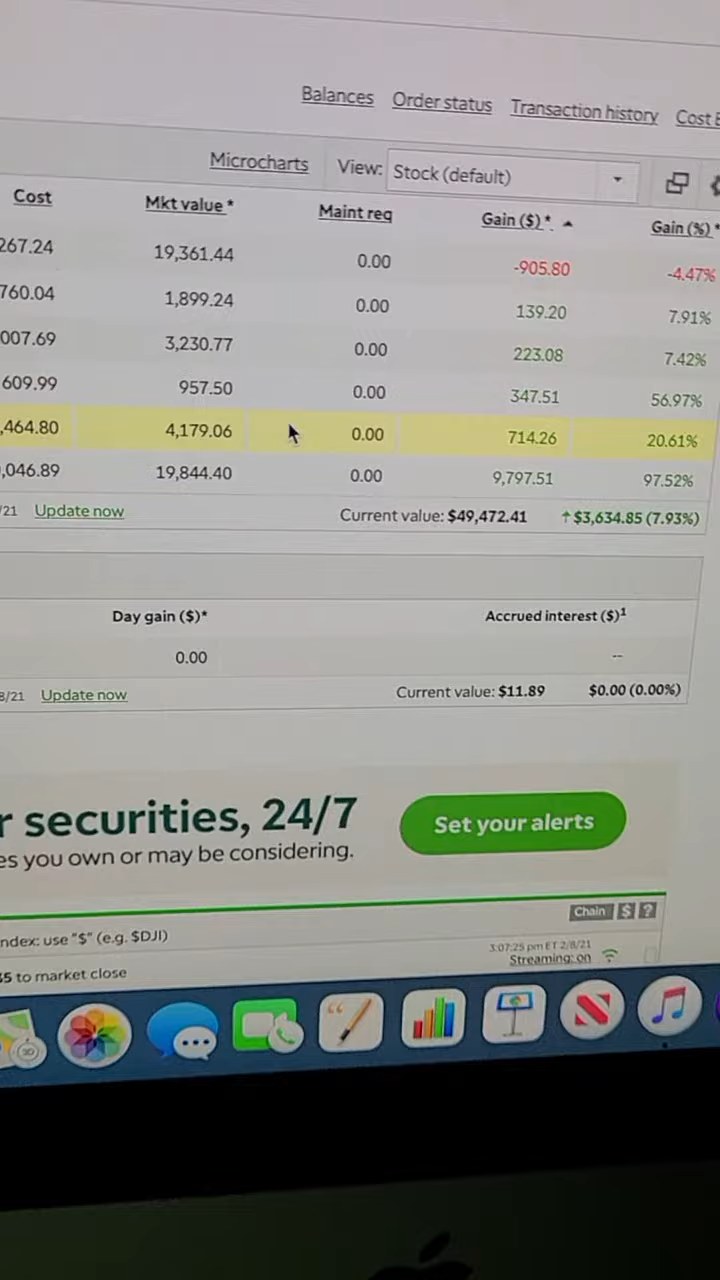 Balances Order status Transaction history Cost
Microcharts View: Stock (default)
Cost Mkt value * Maint req Gain ($) * Gain (%) *
267.24 19,361.44 0.00 -905.80 -4.47%
760.04 1,899.24 0.00 139.20 7.91%
007.69 3,230.77 0.00 223.08 7.42%
609.99 957.50 0.00 347.51 56.97%
,464.80 4,179.06 0.00 714.26 20.61%
,046.89 19,844.40 0.00 9,797.51 97.52%
/21 Update now Current value: $49,472.41 ↑$3,634.85 (7.93%)
Day gain ($)* Accrued interest ($)1
0.00 --
8/21 Update now Current value: $11.89 $0.00 (0.00%)
r securities, 24/7
es you own or may be considering.
Set your alerts
Chain $ ?
ndex: use "$" (e.g. $DJI)
3:07:25 pm ET 2/8/21
Streaming: on
35 to market close
3D